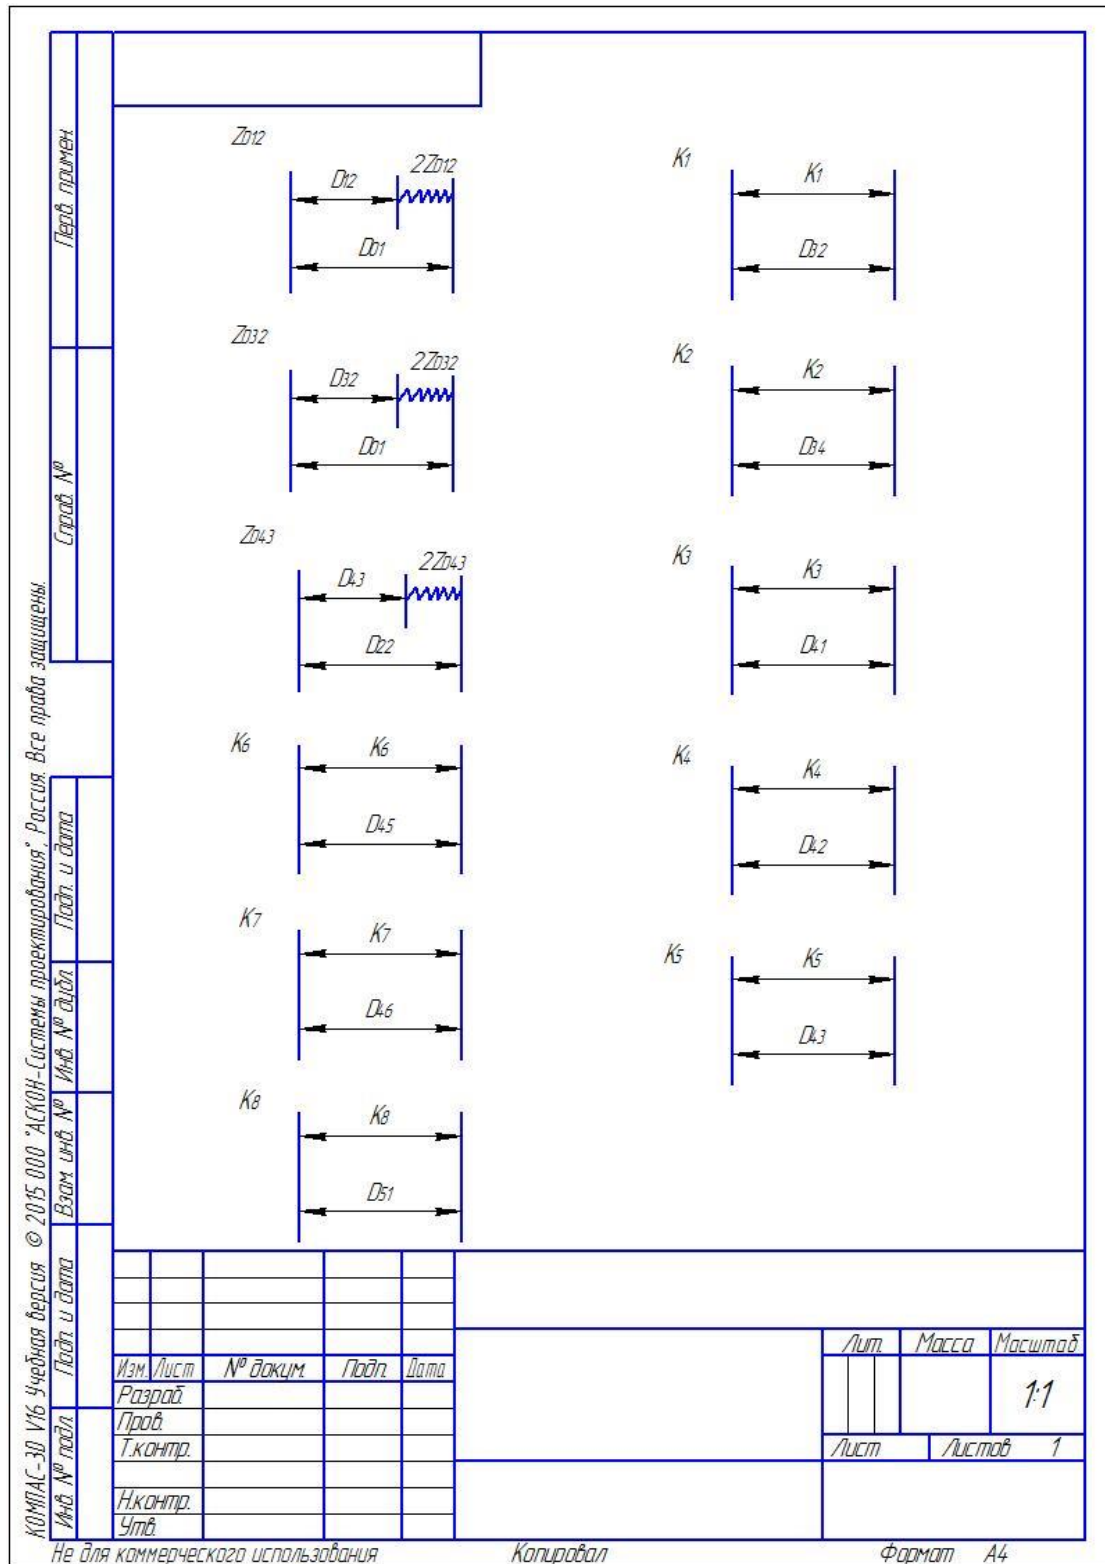 ZD12
2ZD12
D12
D01
K1
K1
D32
ZD32
2ZD32
D32
D01
K2
K2
D34
ZD43
2ZD43
D43
D22
K3
K3
D41
K6
K6
D45
K4
K4
D42
K7
K7
D46
K5
K5
D43
K8
K8
D51
Перв. примен.
Справ. №
Подп. и дата
Инв. № дубл.
Взам. инв. №
Подп. и дата
Инв. № подл.
КОМПАС-3D V16 Учебная версия © 2015 ООО "АСКОН-Системы проектирования", Россия. Все права защищены.
Изм. Лист № докум. Подп. Дата
Разраб.
Пров.
Т.контр.
Н.контр.
Утв.
Лит. Масса Масштаб
1:1
Лист Листов 1
Не для коммерческого использования Копировал Формат А4